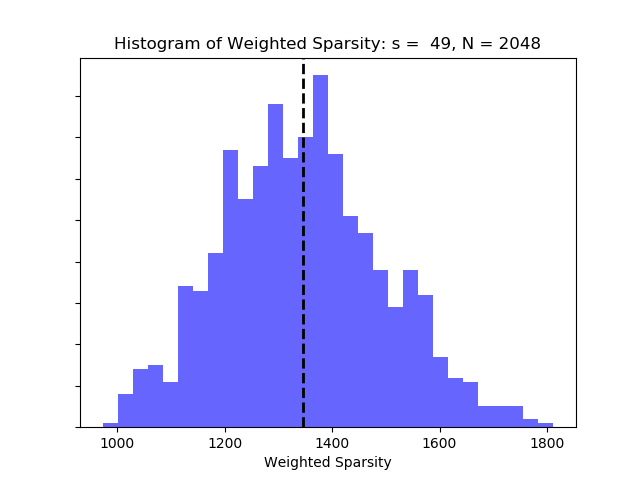 Histogram of Weighted Sparsity: s =  49, N = 2048
1000 1200 1400 1600 1800
Weighted Sparsity